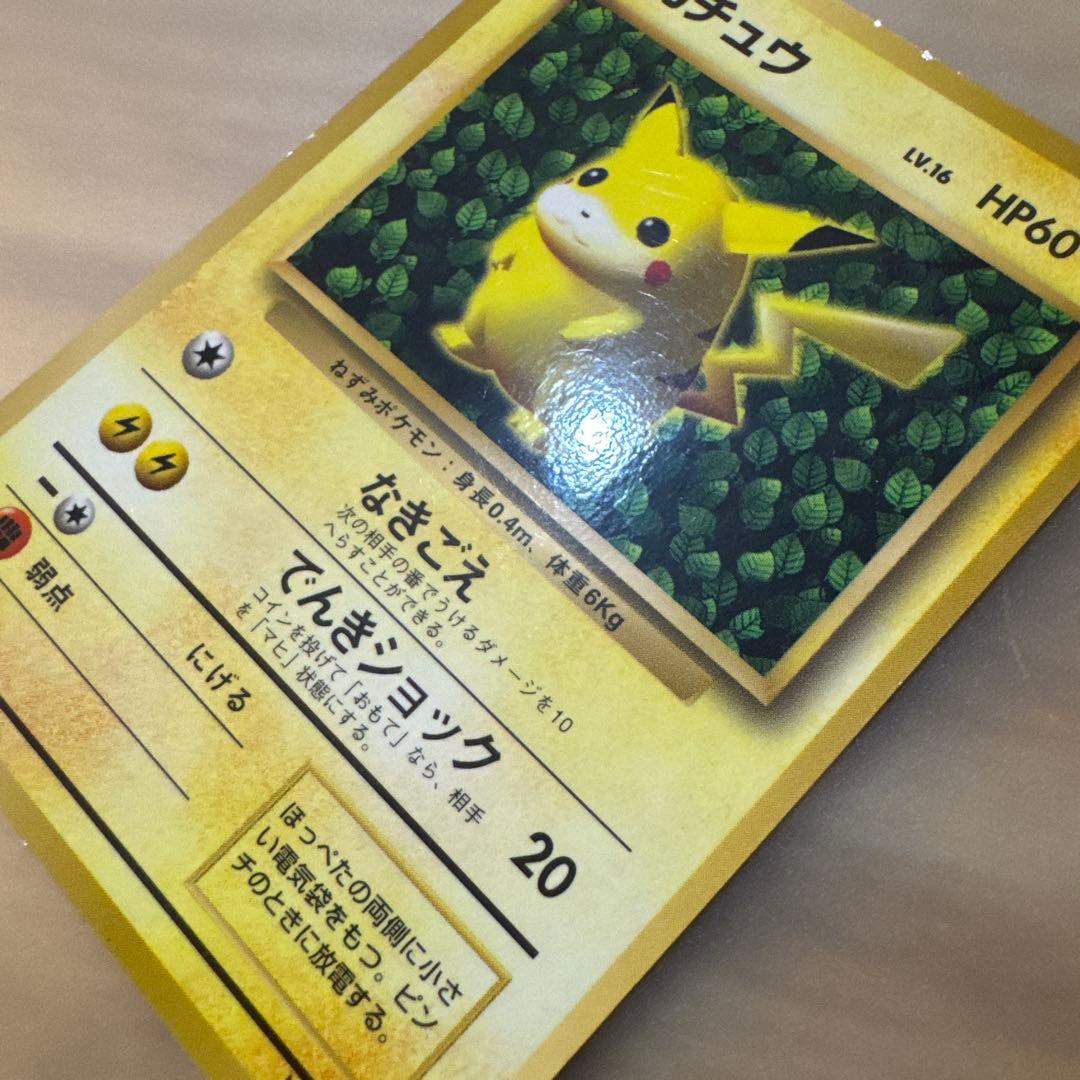 カチュウ
LV.16 HP60
ねずみポケモン：身長0.4m、体重6Kg
なきごえ
次の相手の番でうけるダメージを10
へらすことができる。
でんきショック 20
コインを投げて「おもて」なら、相手
を「マヒ」状態にする。
弱点
にげる
ほっぺたの両側に小さ
い電気袋をもつ。ピン
チのときに放電する。